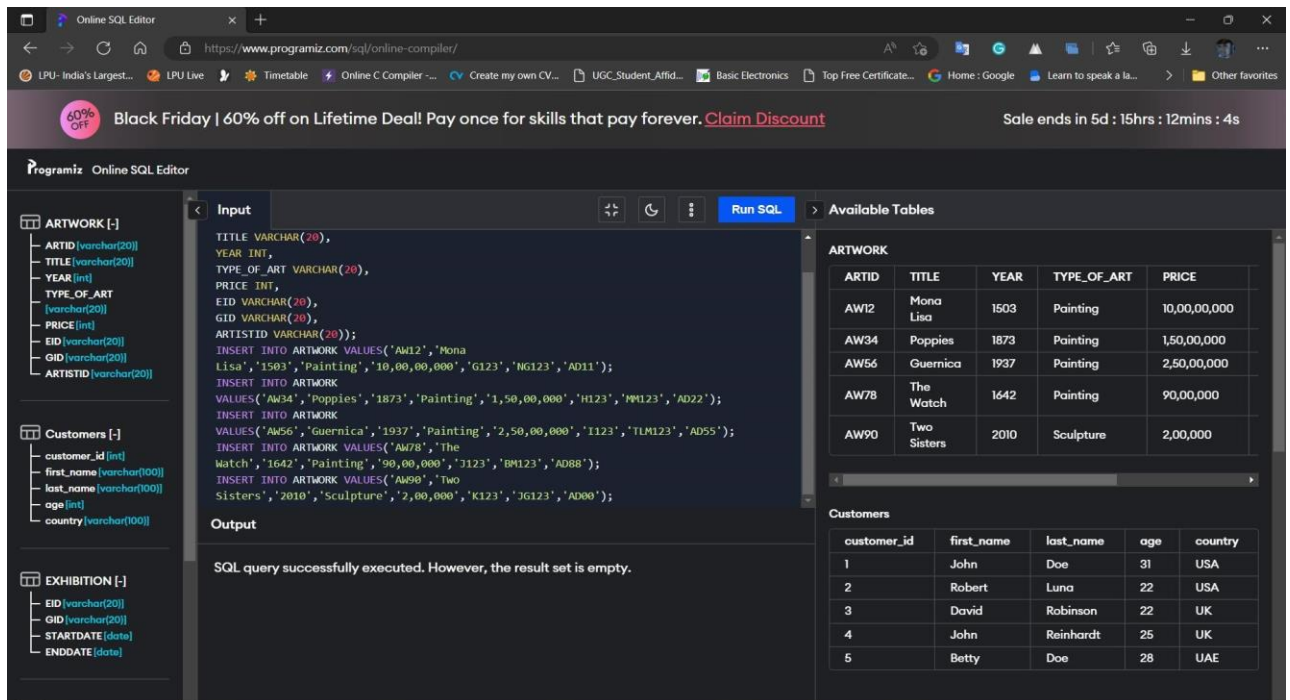 Online SQL Editor
https://www.programiz.com/sql/online-compiler/
LPU- India's Largest... LPU Live Timetable Online C Compiler -... Create my own CV... UGC_Student_Affid... Basic Electronics Top Free Certificate... Home : Google Learn to speak a la... Other favorites
60% OFF
Black Friday | 60% off on Lifetime Deal! Pay once for skills that pay forever. Claim Discount Sale ends in 5d : 15hrs : 12mins : 4s
Programiz Online SQL Editor
ARTWORK [-]
ARTID [varchar(20)]
TITLE [varchar(20)]
YEAR [int]
TYPE_OF_ART
[varchar(20)]
PRICE [int]
EID [varchar(20)]
GID [varchar(20)]
ARTISTID [varchar(20)]
Customers [-]
customer_id [int]
first_name [varchar(100)]
last_name [varchar(100)]
age [int]
country [varchar(100)]
EXHIBITION [-]
EID [varchar(20)]
GID [varchar(20)]
STARTDATE [date]
ENDDATE [date]
Input Run SQL
TITLE VARCHAR(20),
YEAR INT,
TYPE_OF_ART VARCHAR(20),
PRICE INT,
EID VARCHAR(20),
GID VARCHAR(20),
ARTISTID VARCHAR(20));
INSERT INTO ARTWORK VALUES('AW12','Mona
Lisa','1503','Painting','10,00,00,000','G123','NG123','AD11');
INSERT INTO ARTWORK
VALUES('AW34','Poppies','1873','Painting','1,50,00,000','H123','MM123','AD22');
INSERT INTO ARTWORK
VALUES('AW56','Guernica','1937','Painting','2,50,00,000','I123','TLM123','AD55');
INSERT INTO ARTWORK VALUES('AW78','The
Watch','1642','Painting','90,00,000','J123','BM123','AD88');
INSERT INTO ARTWORK VALUES('AW90','Two
Sisters','2010','Sculpture','2,00,000','K123','JG123','AD00');
Output
SQL query successfully executed. However, the result set is empty.
Available Tables
ARTWORK
ARTID TITLE YEAR TYPE_OF_ART PRICE
AW12 Mona Lisa 1503 Painting 10,00,00,000
AW34 Poppies 1873 Painting 1,50,00,000
AW56 Guernica 1937 Painting 2,50,00,000
AW78 The Watch 1642 Painting 90,00,000
AW90 Two Sisters 2010 Sculpture 2,00,000
Customers
customer_id first_name last_name age country
1 John Doe 31 USA
2 Robert Luna 22 USA
3 David Robinson 22 UK
4 John Reinhardt 25 UK
5 Betty Doe 28 UAE